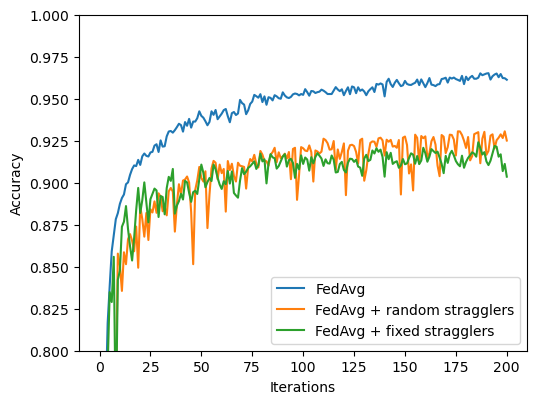 1.000
0.975
0.950
0.925
0.900
0.875
0.850
0.825
0.800
Accuracy
FedAvg
FedAvg + random stragglers
FedAvg + fixed stragglers
0 25 50 75 100 125 150 175 200
Iterations